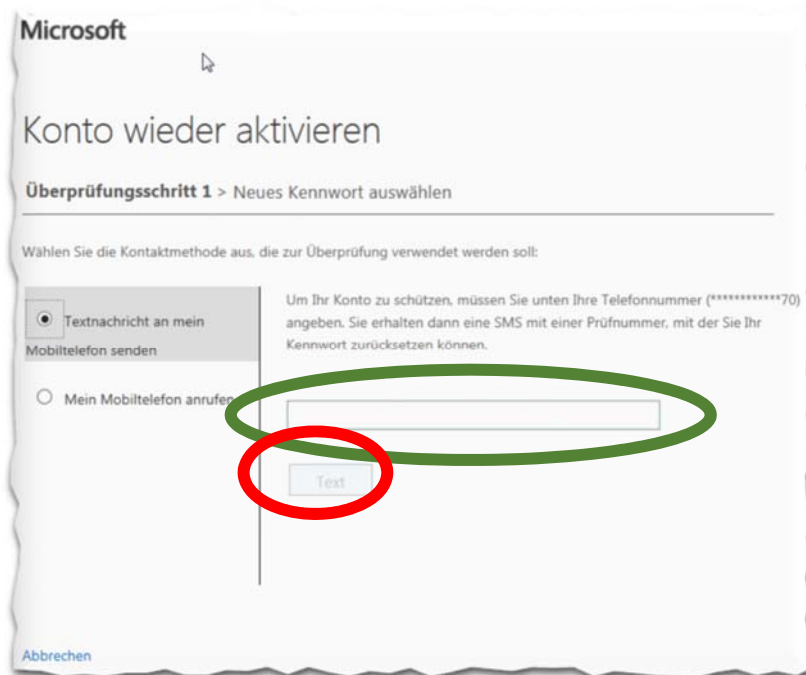 Microsoft
Konto wieder aktivieren
Überprüfungsschritt 1 > Neues Kennwort auswählen
Wählen Sie die Kontaktmethode aus, die zur Überprüfung verwendet werden soll:
Textnachricht an mein
Mobiltelefon senden
Mein Mobiltelefon anrufen
Um Ihr Konto zu schützen, müssen Sie unten Ihre Telefonnummer (************70)
angeben. Sie erhalten dann eine SMS mit einer Prüfnummer, mit der Sie Ihr
Kennwort zurücksetzen können.
Text
Abbrechen